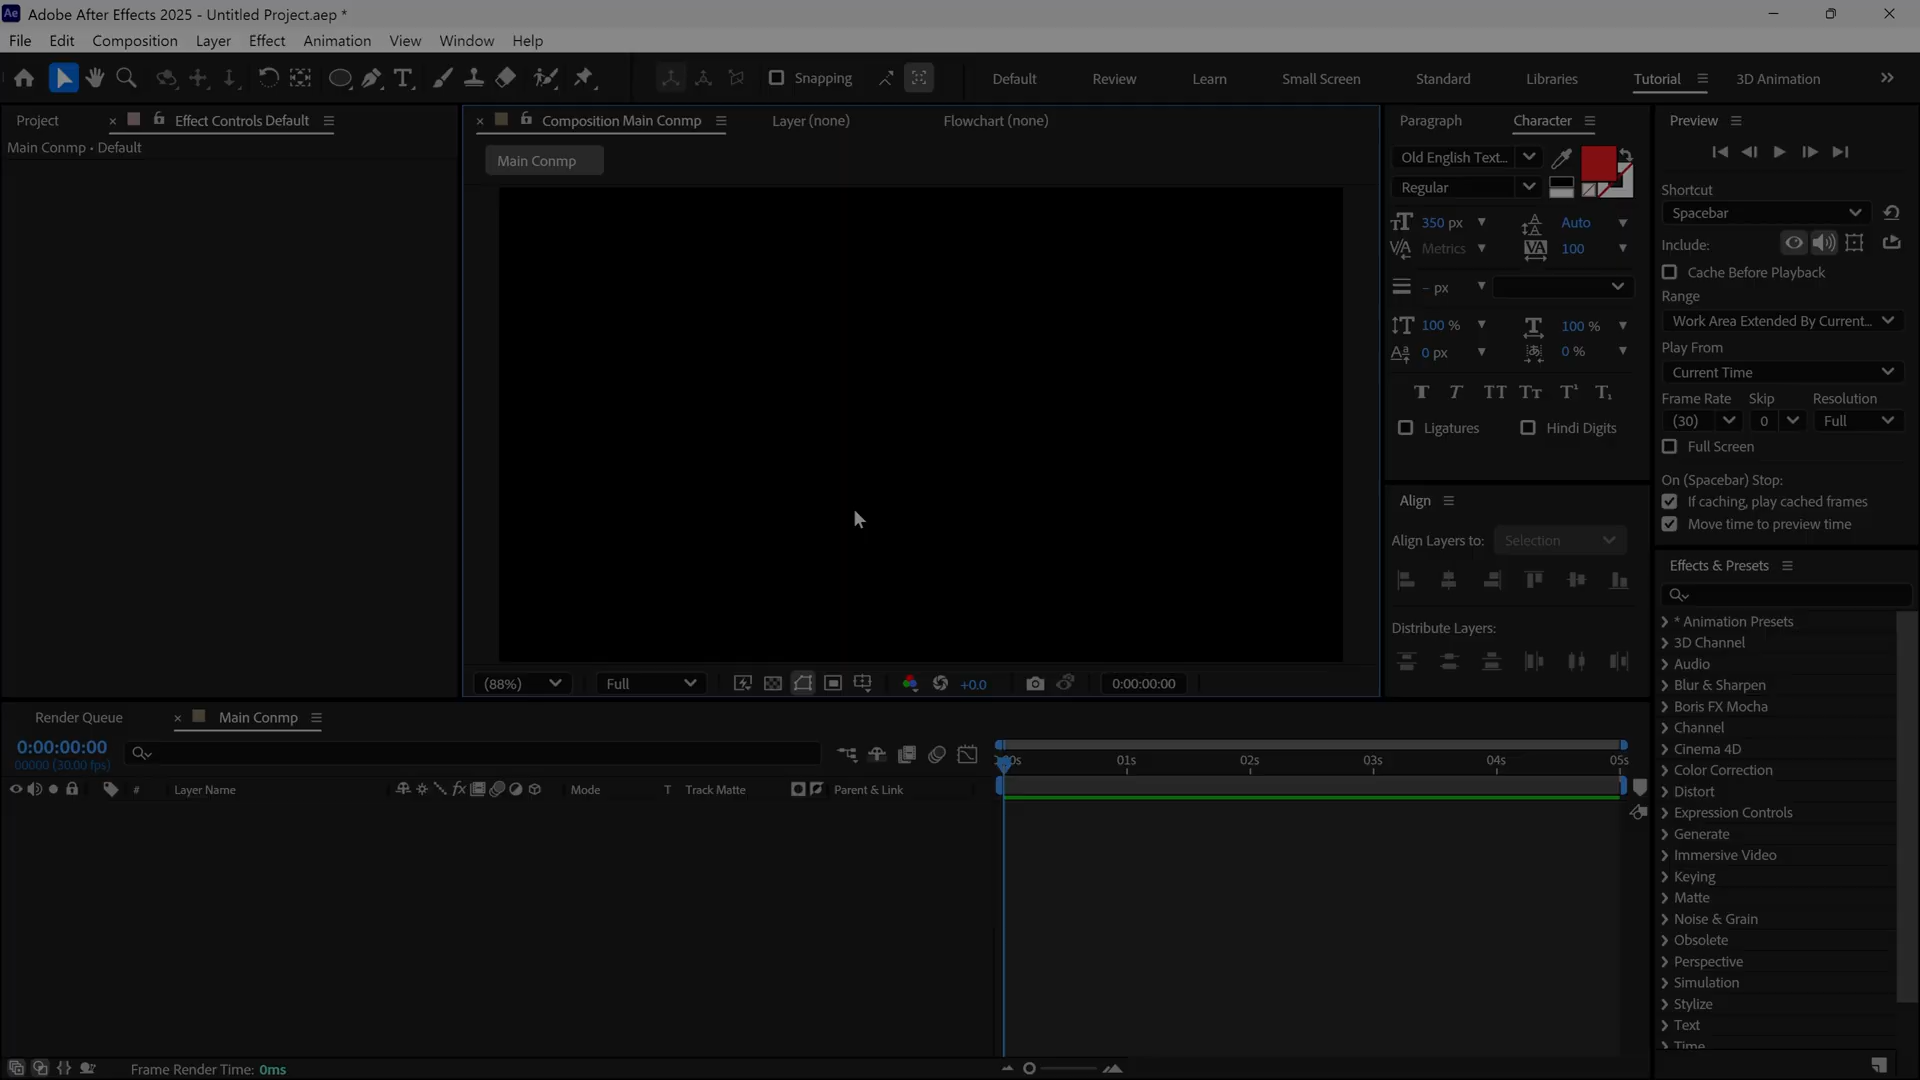 Ae Adobe After Effects 2025 - Untitled Project.aep *
File Edit Composition Layer Effect Animation View Window Help
Snapping Default Review Learn Small Screen Standard Libraries Tutorial 3D Animation
Project × Effect Controls Default
Main Conmp • Default
× Composition Main Conmp Layer (none) Flowchart (none)
Main Conmp
(88%) Full +0.0 0:00:00:00
Paragraph Character
Old English Text...
Regular
350 px Auto
Metrics 100
– px
100 % 100 %
0 px 0 %
T T TT Tт T¹ T₁
Ligatures Hindi Digits
Align
Align Layers to: Selection
Distribute Layers:
Preview
Shortcut
Spacebar
Include:
Cache Before Playback
Range
Work Area Extended By Current...
Play From
Current Time
Frame Rate Skip Resolution
(30) 0 Full
Full Screen
On (Spacebar) Stop:
If caching, play cached frames
Move time to preview time
Effects & Presets
* Animation Presets
3D Channel
Audio
Blur & Sharpen
Boris FX Mocha
Channel
Cinema 4D
Color Correction
Distort
Expression Controls
Generate
Immersive Video
Keying
Matte
Noise & Grain
Obsolete
Perspective
Simulation
Stylize
Text
Time
Render Queue × Main Conmp
0:00:00:00
00000 (30.00 fps)
01s 02s 03s 04s 05s
# Layer Name fx Mode T Track Matte Parent & Link
Frame Render Time: 0ms